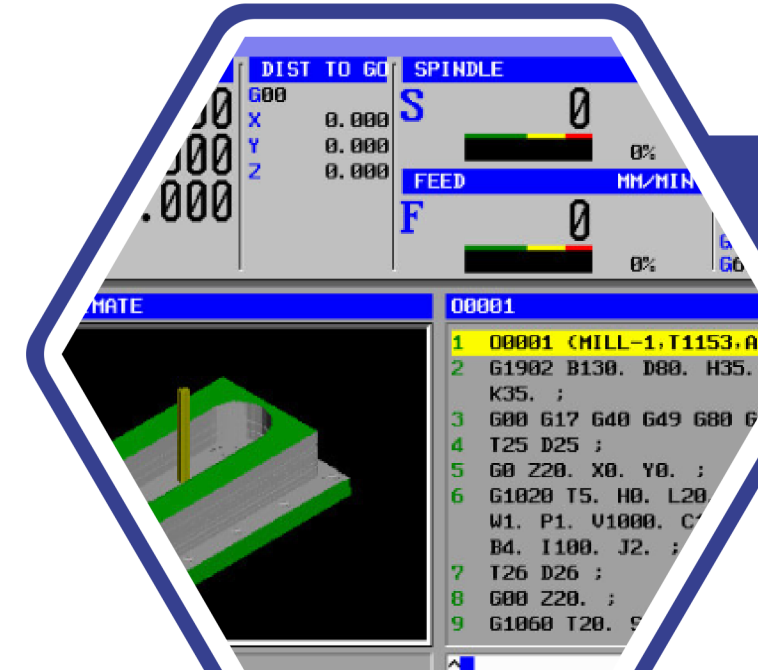 DIST TO GO
G00
X 0.000
Y 0.000
Z 0.000
SPINDLE
S 0
0%
FEED MM/MIN
F 0
0%
00
000
.000
MATE
O0001
1 O0001 (MILL-1,T1153,A
2 G1902 B130. D80. H35.
K35. ;
3 G00 G17 G40 G49 G80 G
4 T25 D25 ;
5 G0 Z20. X0. Y0. ;
6 G1020 T5. H0. L20.
W1. P1. V1000.
B4. I100. J2. ;
7 T26 D26 ;
8 G00 Z20. ;
9 G1060 T20.